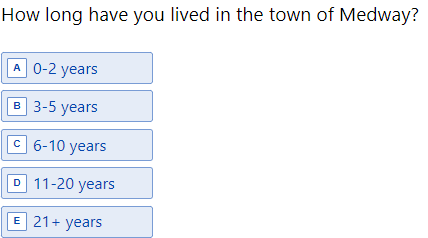 How long have you lived in the town of Medway?
A 0-2 years
B 3-5 years
C 6-10 years
D 11-20 years
E 21+ years